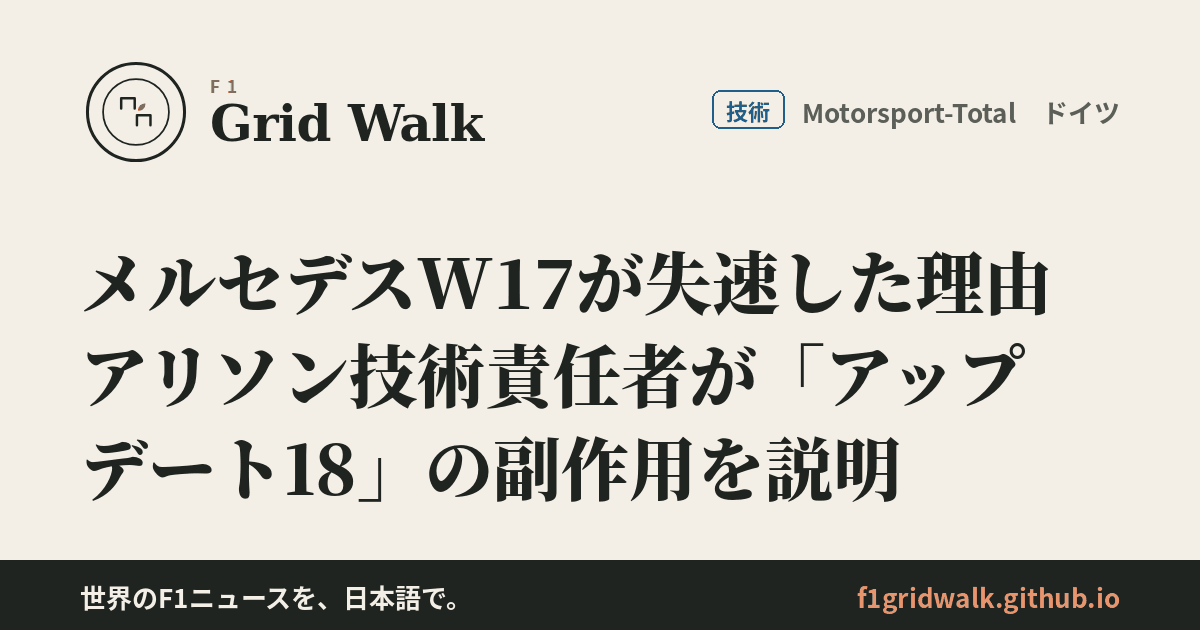 F1
Grid Walk
技術 Motorsport-Total ドイツ
メルセデスW17が失速した理由
アリソン技術責任者が「アップ
デート18」の副作用を説明
世界のF1ニュースを、日本語で。
f1gridwalk.github.io